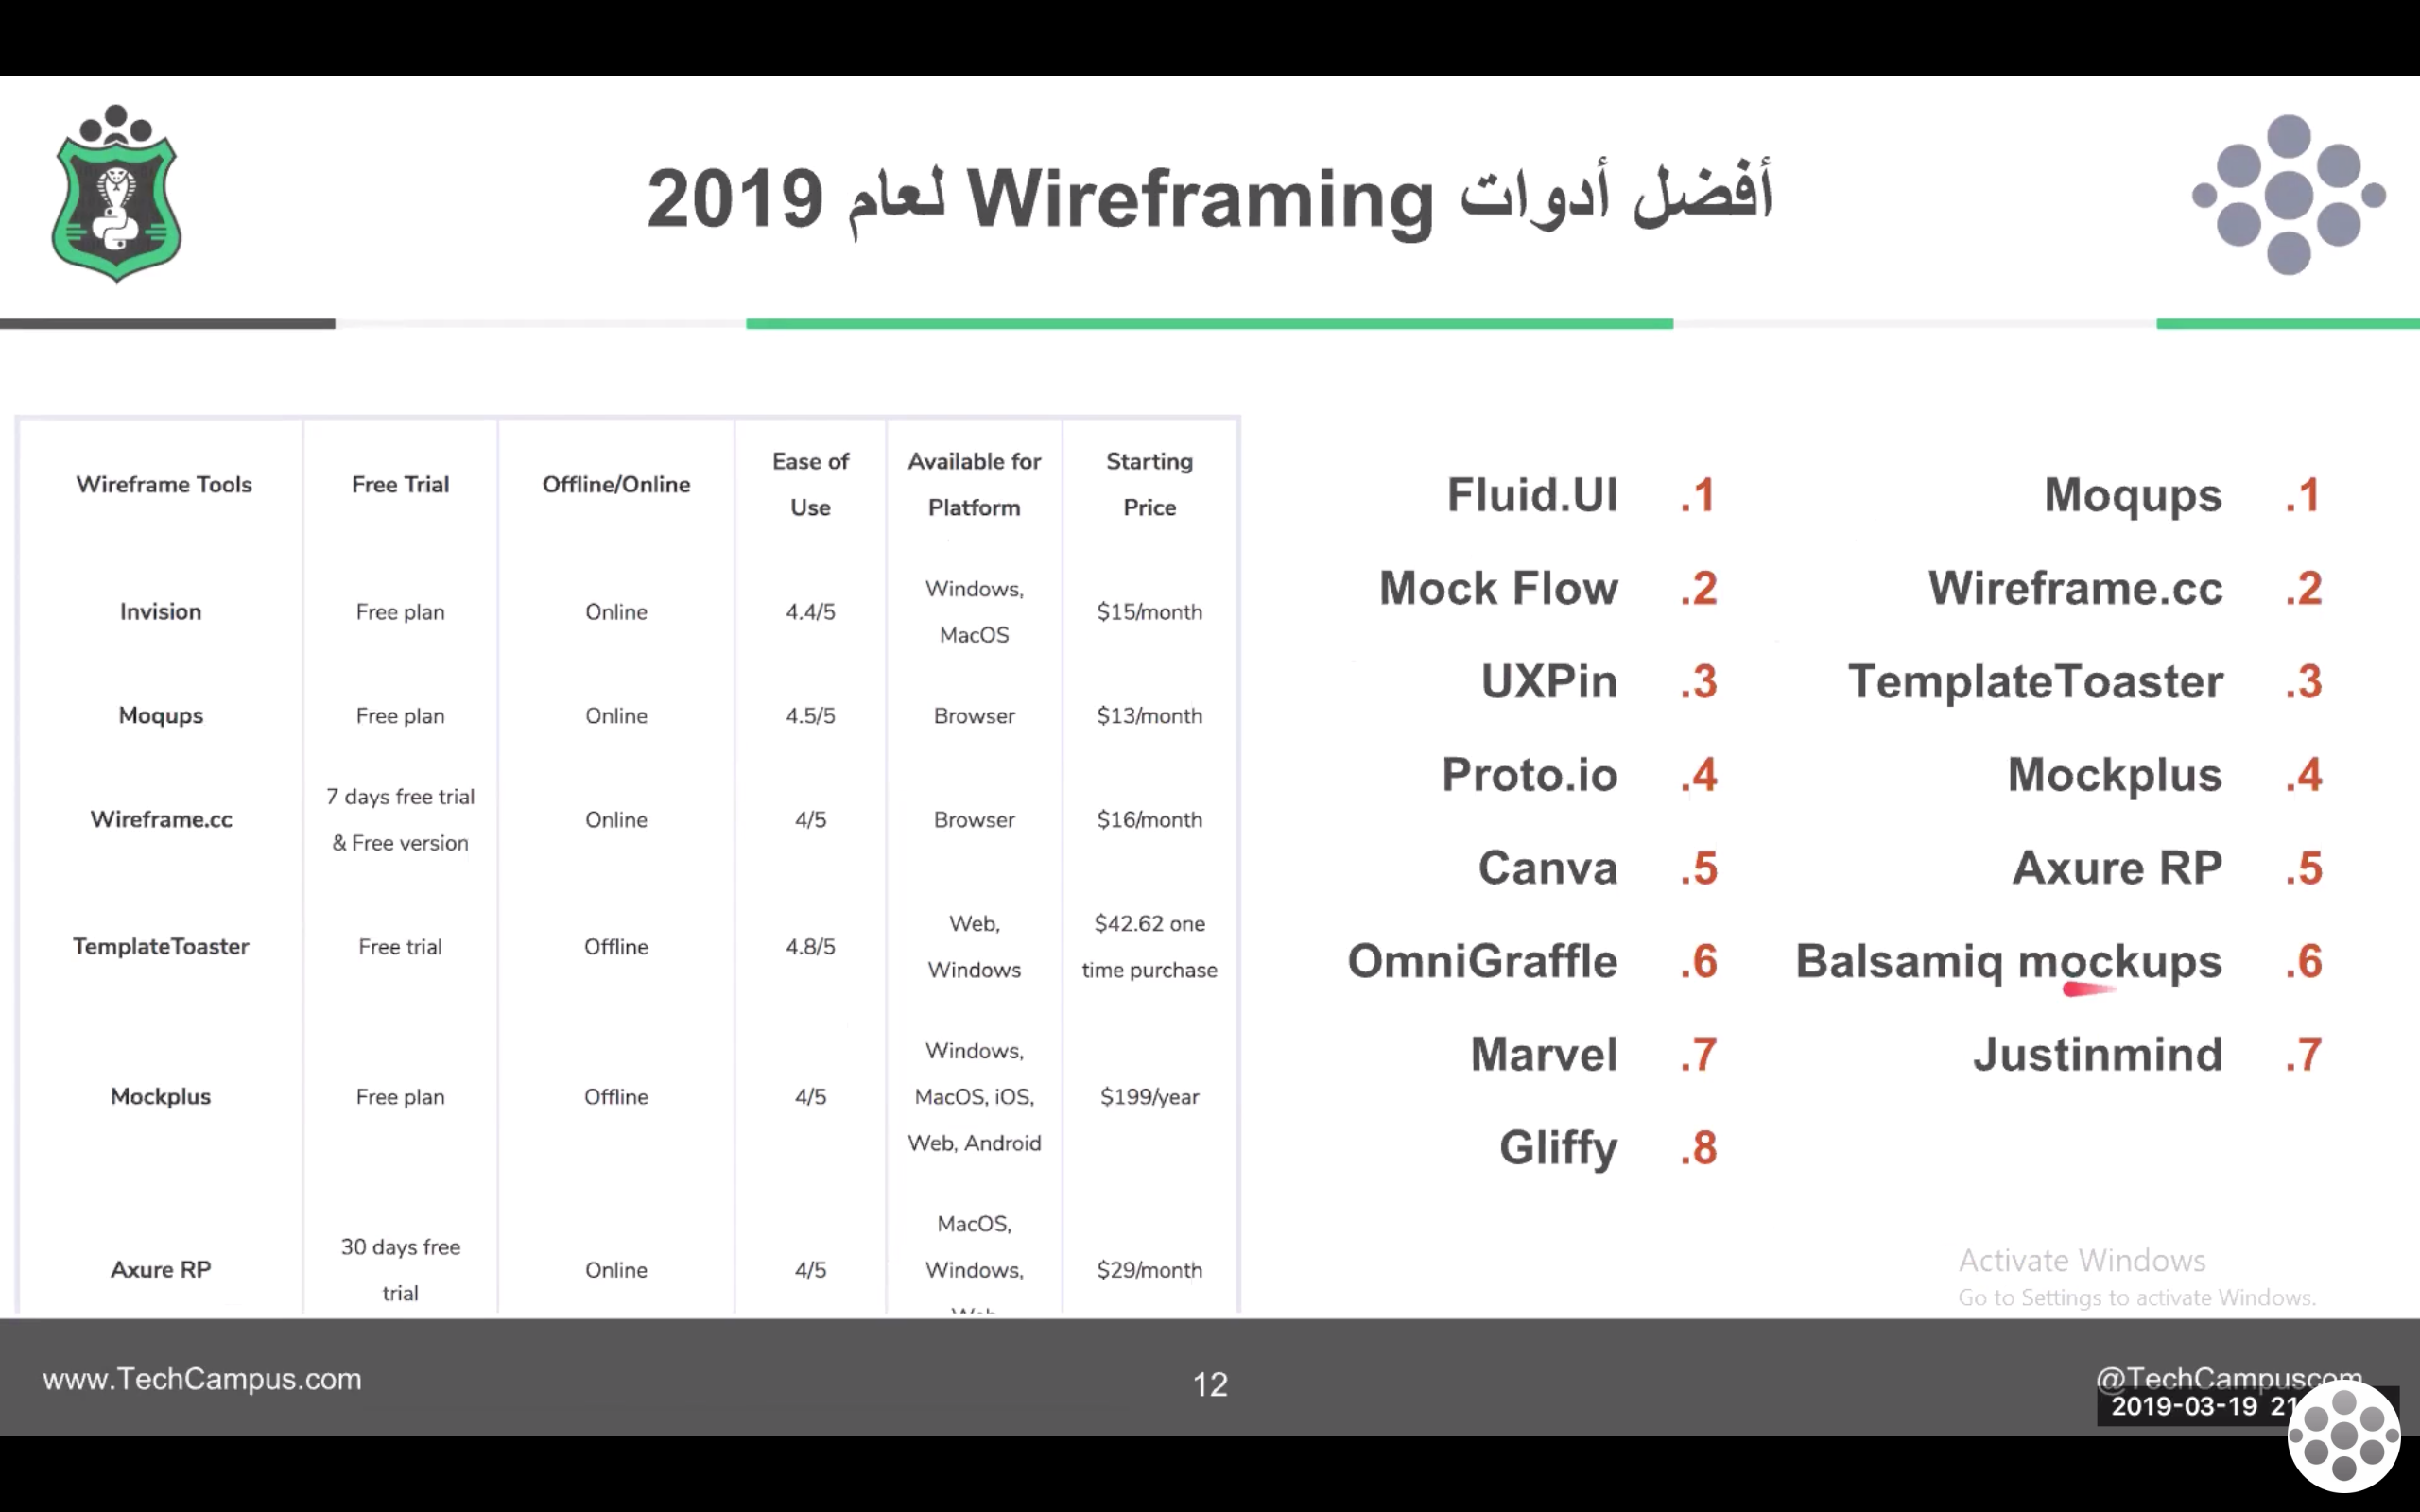 أفضل أدوات Wireframing لعام 2019
Wireframe Tools Free Trial Offline/Online Ease of Use Available for Platform Starting Price
Invision Free plan Online 4.4/5 Windows, MacOS $15/month
Moqups Free plan Online 4.5/5 Browser $13/month
Wireframe.cc 7 days free trial & Free version Online 4/5 Browser $16/month
TemplateToaster Free trial Offline 4.8/5 Web, Windows $42.62 one time purchase
Mockplus Free plan Offline 4/5 Windows, MacOS, iOS, Web, Android $199/year
Axure RP 30 days free trial Online 4/5 MacOS, Windows, $29/month
.1 Moqups
.2 Wireframe.cc
.3 TemplateToaster
.4 Mockplus
.5 Axure RP
.6 Balsamiq mockups
.7 Justinmind
.1 Fluid.UI
.2 Mock Flow
.3 UXPin
.4 Proto.io
.5 Canva
.6 OmniGraffle
.7 Marvel
.8 Gliffy
Activate Windows
Go to Settings to activate Windows.
www.TechCampus.com
12
@TechCampuscom
2019-03-19 21